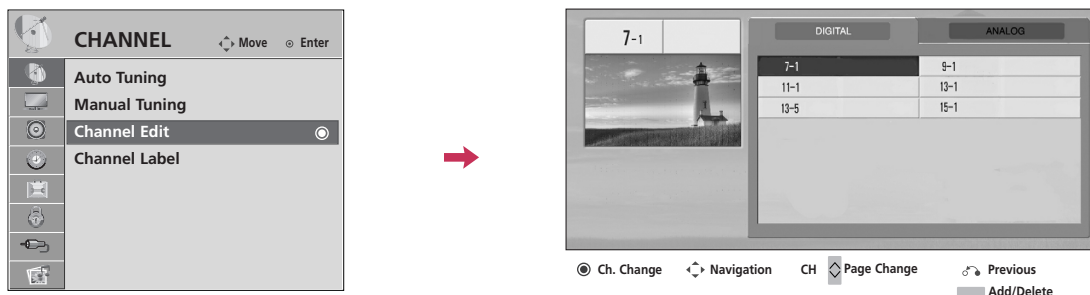 CHANNEL Move Enter
Auto Tuning
Manual Tuning
Channel Edit
Channel Label
7-1
DIGITAL ANALOG
7-1 9-1
11-1 13-1
13-5 15-1
Ch. Change Navigation CH Page Change Previous
Add/Delete